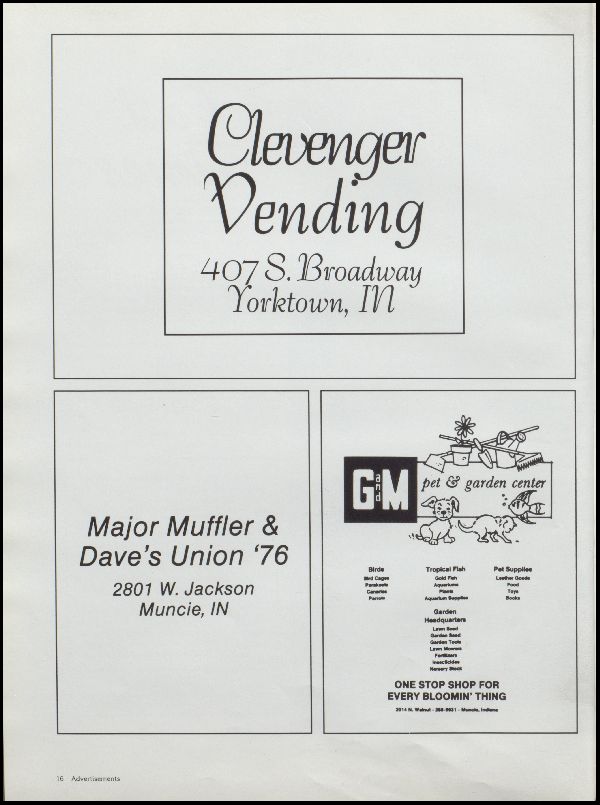 Clevenger
Vending
407 S. Broadway
Yorktown, IN
Major Muffler &
Dave's Union '76
2801 W. Jackson
Muncie, IN
G and M
pet & garden center
Birds
Bird Cages
Parakeets
Canaries
Parrots
Tropical Fish
Gold Fish
Aquariums
Plants
Aquarium Supplies
Pet Supplies
Leather Goods
Food
Toys
Books
Garden
Headquarters
Lawn Seed
Garden Seed
Garden Tools
Lawn Mowers
Fertilizers
Insecticides
Nursery Stock
ONE STOP SHOP FOR
EVERY BLOOMIN' THING
Walnut - Muncie, Indiana
16 Advertisements